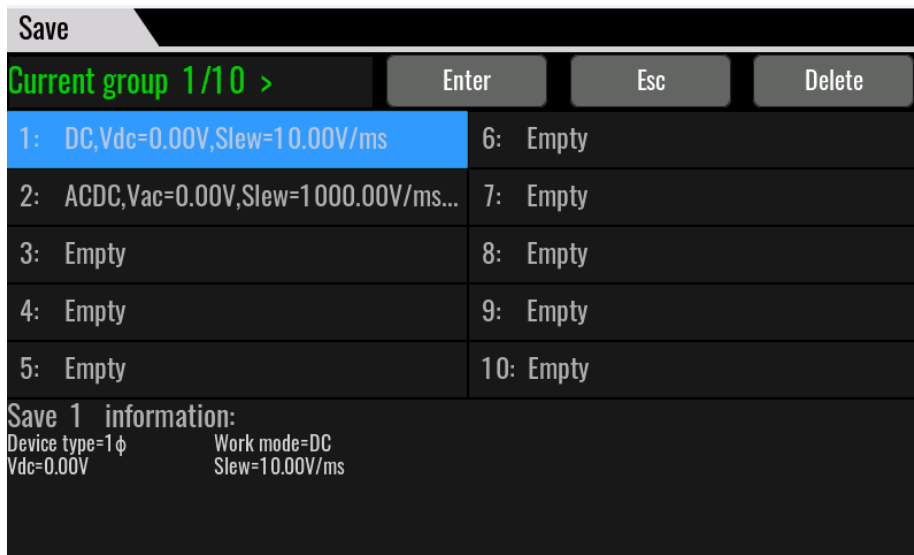 Save
Current group 1/10 > Enter Esc Delete
1: DC,Vdc=0.00V,Slew=10.00V/ms 6: Empty
2: ACDC,Vac=0.00V,Slew=1000.00V/ms... 7: Empty
3: Empty 8: Empty
4: Empty 9: Empty
5: Empty 10: Empty
Save 1 information:
Device type=1ϕ Work mode=DC
Vdc=0.00V Slew=10.00V/ms